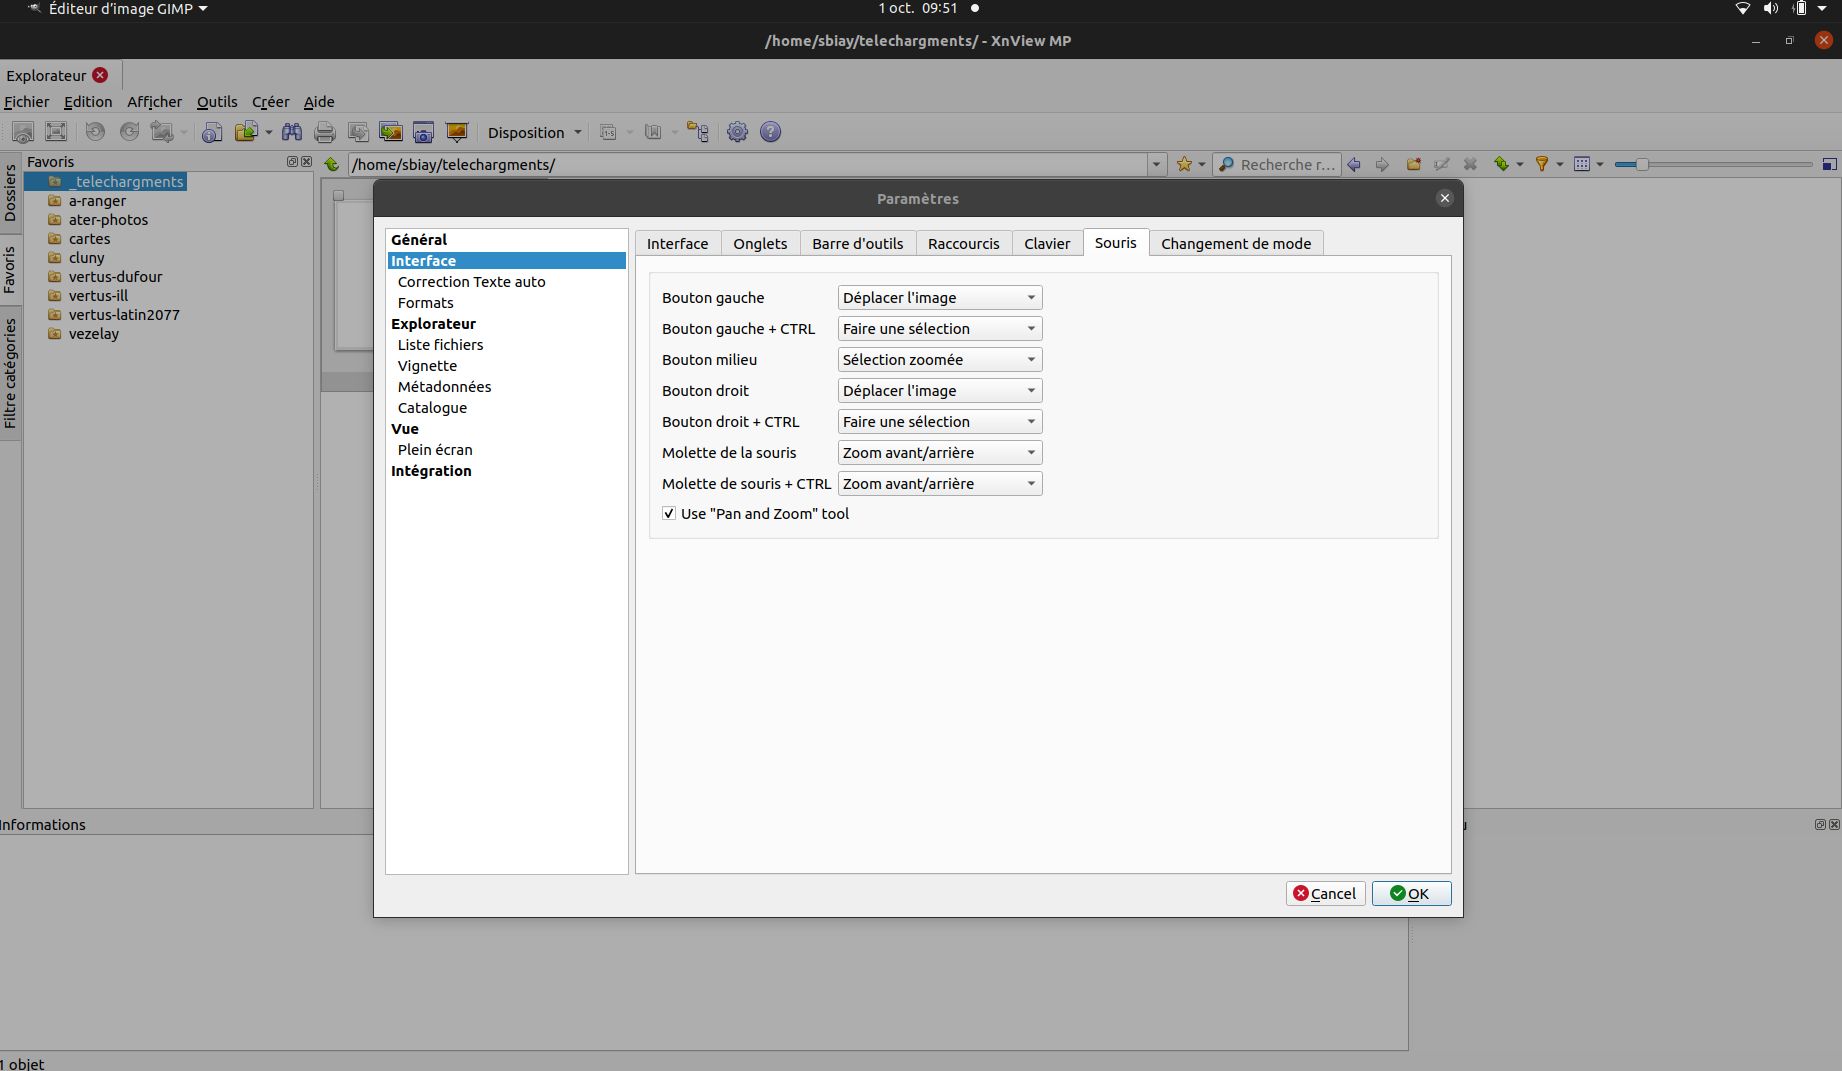 Éditeur d'image GIMP
1 oct. 09:51
/home/sbiay/telechargments/ - XnView MP
Explorateur
Fichier Edition Afficher Outils Créer Aide
Disposition
Favoris
/home/sbiay/telechargments/
Recherche r...
Dossiers
Favoris
Filtre catégories
_telechargments
a-ranger
ater-photos
cartes
cluny
vertus-dufour
vertus-ill
vertus-latin2077
vezelay
Paramètres
Général
Interface
Correction Texte auto
Formats
Explorateur
Liste fichiers
Vignette
Métadonnées
Catalogue
Vue
Plein écran
Intégration
Interface Onglets Barre d'outils Raccourcis Clavier Souris Changement de mode
Bouton gauche Déplacer l'image
Bouton gauche + CTRL Faire une sélection
Bouton milieu Sélection zoomée
Bouton droit Déplacer l'image
Bouton droit + CTRL Faire une sélection
Molette de la souris Zoom avant/arrière
Molette de souris + CTRL Zoom avant/arrière
Use "Pan and Zoom" tool
Cancel OK
Informations
1 objet